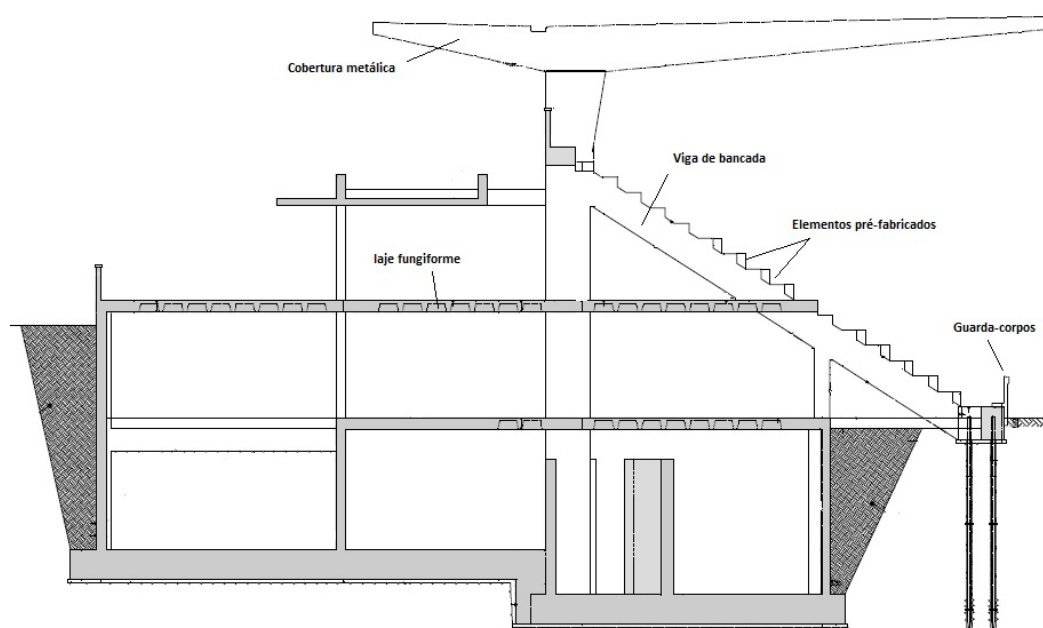 Cobertura metálica
Viga de bancada
Elementos pré-fabricados
laje fungiforme
Guarda-corpos